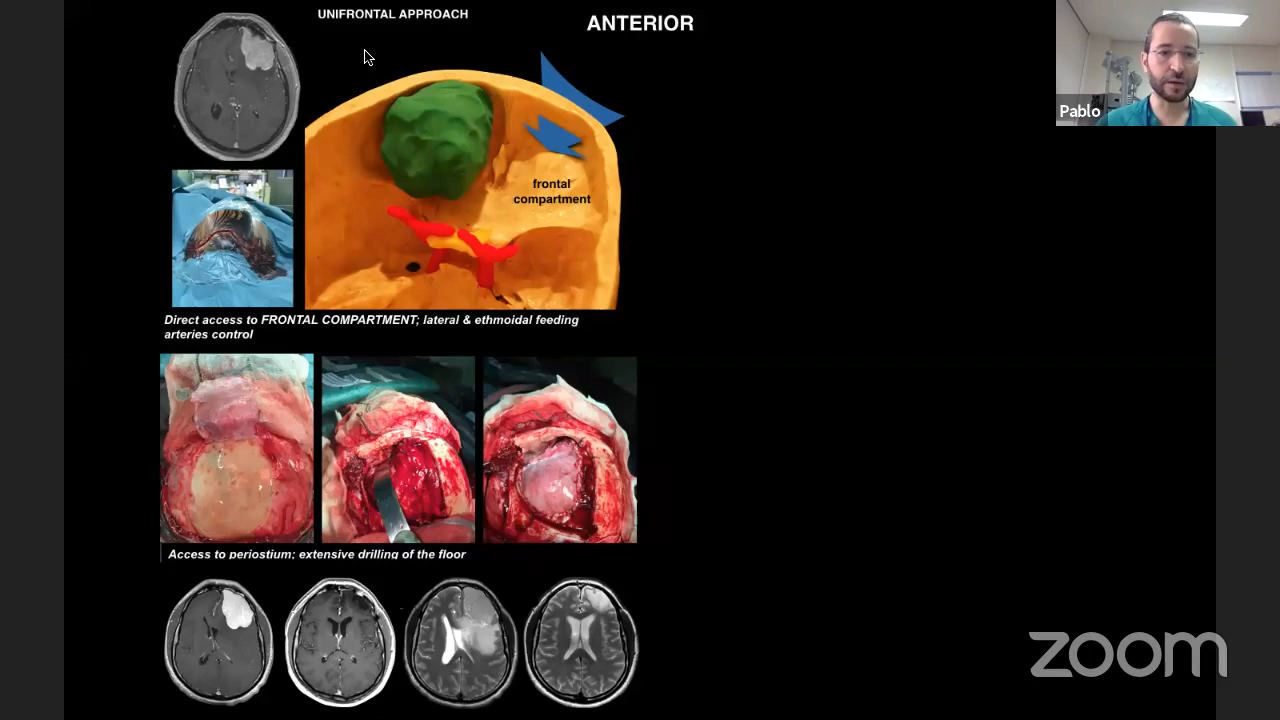 UNIFRONTAL APPROACH
ANTERIOR
Pablo
frontal
compartment
Direct access to FRONTAL COMPARTMENT; lateral & ethmoidal feeding
arteries control
Access to periostium; extensive drilling of the floor
zoom